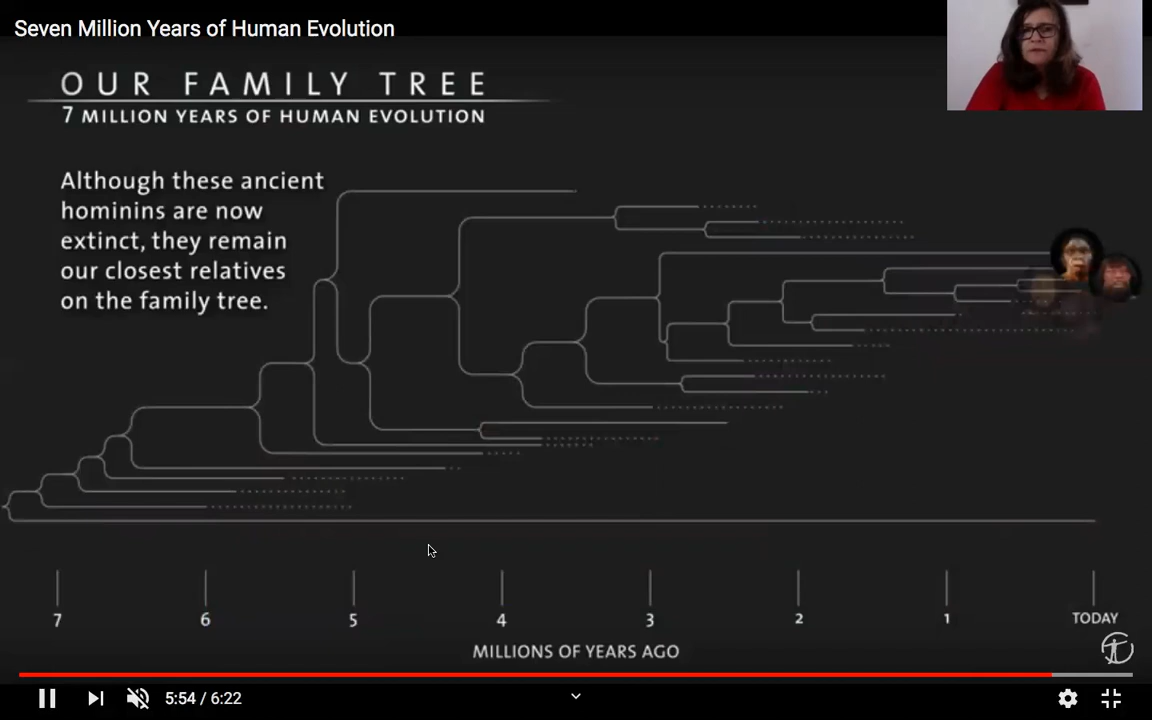 Seven Million Years of Human Evolution
OUR FAMILY TREE
7 MILLION YEARS OF HUMAN EVOLUTION
Although these ancient
hominins are now
extinct, they remain
our closest relatives
on the family tree.
7 6 5 4 3 2 1 TODAY
MILLIONS OF YEARS AGO
5:54 / 6:22